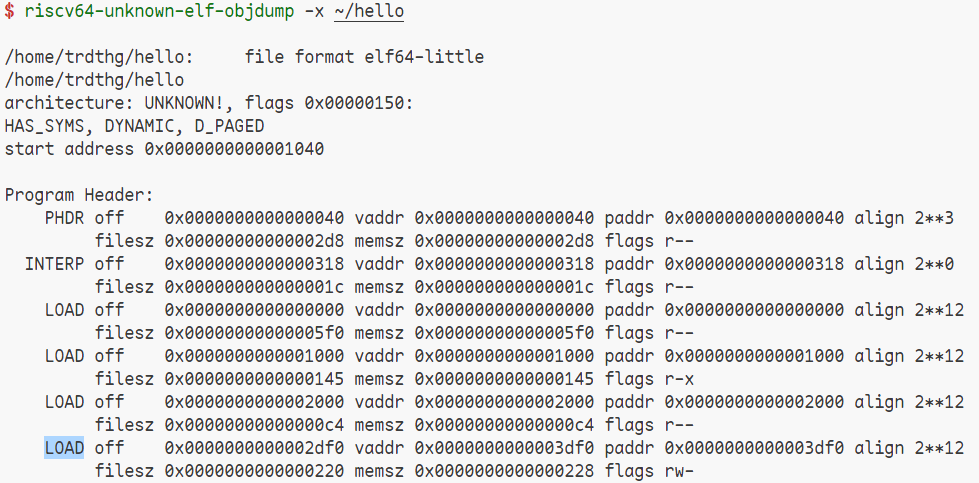 $ riscv64-unknown-elf-objdump -x ~/hello
/home/trdthg/hello:     file format elf64-little
/home/trdthg/hello
architecture: UNKNOWN!, flags 0x00000150:
HAS_SYMS, DYNAMIC, D_PAGED
start address 0x0000000000001040
Program Header:
    PHDR off    0x0000000000000040 vaddr 0x0000000000000040 paddr 0x0000000000000040 align 2**3
         filesz 0x00000000000002d8 memsz 0x00000000000002d8 flags r--
  INTERP off    0x0000000000000318 vaddr 0x0000000000000318 paddr 0x0000000000000318 align 2**0
         filesz 0x000000000000001c memsz 0x000000000000001c flags r--
    LOAD off    0x0000000000000000 vaddr 0x0000000000000000 paddr 0x0000000000000000 align 2**12
         filesz 0x00000000000005f0 memsz 0x00000000000005f0 flags r--
    LOAD off    0x0000000000001000 vaddr 0x0000000000001000 paddr 0x0000000000001000 align 2**12
         filesz 0x0000000000000145 memsz 0x0000000000000145 flags r-x
    LOAD off    0x0000000000002000 vaddr 0x0000000000002000 paddr 0x0000000000002000 align 2**12
         filesz 0x00000000000000c4 memsz 0x00000000000000c4 flags r--
    LOAD off    0x0000000000002df0 vaddr 0x0000000000003df0 paddr 0x0000000000003df0 align 2**12
         filesz 0x0000000000000220 memsz 0x0000000000000228 flags rw-